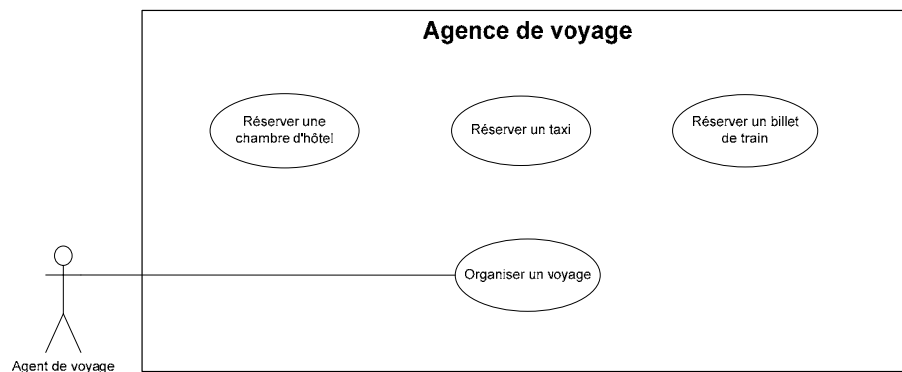 Agence de voyage
Réserver une
chambre d'hôtel
Réserver un taxi
Réserver un billet
de train
Organiser un voyage
Agent de voyage